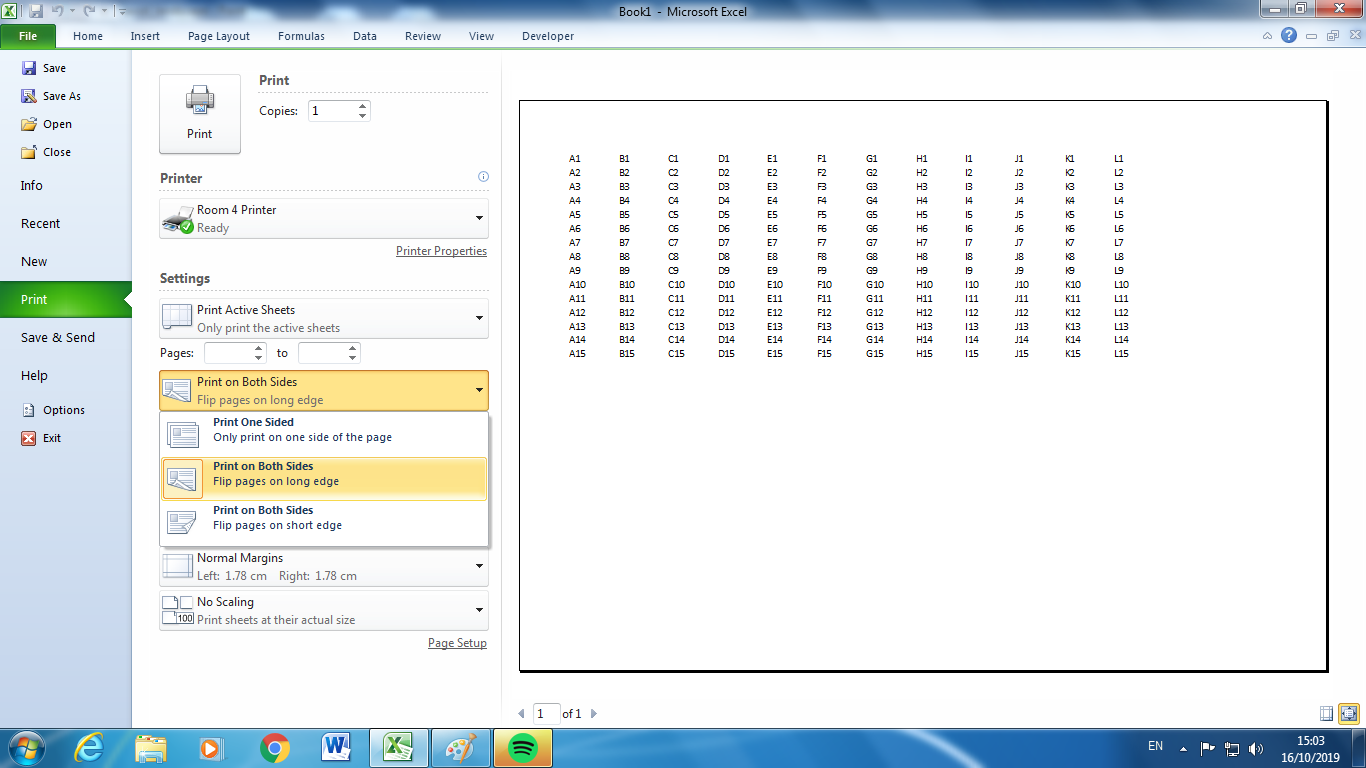 Book1 - Microsoft Excel
File Home Insert Page Layout Formulas Data Review View Developer
Save
Save As
Open
Close
Info
Recent
New
Print
Save & Send
Help
Options
Exit
Print
Print
Copies: 1
Printer
Room 4 Printer
Ready
Printer Properties
Settings
Print Active Sheets
Only print the active sheets
Pages: to
Print on Both Sides
Flip pages on long edge
Print One Sided
Only print on one side of the page
Print on Both Sides
Flip pages on long edge
Print on Both Sides
Flip pages on short edge
Normal Margins
Left: 1.78 cm Right: 1.78 cm
No Scaling
100
Print sheets at their actual size
Page Setup
A1 B1 C1 D1 E1 F1 G1 H1 I1 J1 K1 L1
A2 B2 C2 D2 E2 F2 G2 H2 I2 J2 K2 L2
A3 B3 C3 D3 E3 F3 G3 H3 I3 J3 K3 L3
A4 B4 C4 D4 E4 F4 G4 H4 I4 J4 K4 L4
A5 B5 C5 D5 E5 F5 G5 H5 I5 J5 K5 L5
A6 B6 C6 D6 E6 F6 G6 H6 I6 J6 K6 L6
A7 B7 C7 D7 E7 F7 G7 H7 I7 J7 K7 L7
A8 B8 C8 D8 E8 F8 G8 H8 I8 J8 K8 L8
A9 B9 C9 D9 E9 F9 G9 H9 I9 J9 K9 L9
A10 B10 C10 D10 E10 F10 G10 H10 I10 J10 K10 L10
A11 B11 C11 D11 E11 F11 G11 H11 I11 J11 K11 L11
A12 B12 C12 D12 E12 F12 G12 H12 I12 J12 K12 L12
A13 B13 C13 D13 E13 F13 G13 H13 I13 J13 K13 L13
A14 B14 C14 D14 E14 F14 G14 H14 I14 J14 K14 L14
A15 B15 C15 D15 E15 F15 G15 H15 I15 J15 K15 L15
1 of 1
EN
15:03
16/10/2019